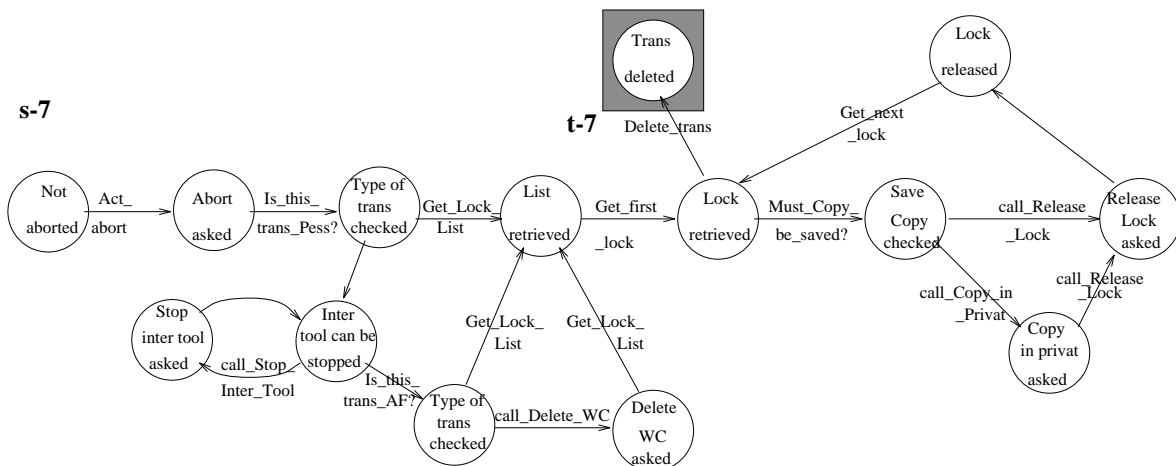 Trans
deleted
Lock
released
s-7
t-7
Delete_trans
Get_next
_lock
Not
aborted
Act_
abort
Abort
asked
Is_this_
trans_Pess?
Type of
trans
checked
Get_Lock_
List
List
retrieved
Get_first
_lock
Lock
retrieved
Must_Copy_
be_saved?
Save
Copy
checked
call_Release
_Lock
Release
Lock
asked
Stop
inter tool
asked
call_Stop_
Inter_Tool
Inter
tool can be
stopped
Is_this_
trans_AF?
Get_Lock_
List
Get_Lock_
List
call_Copy_in
_Privat
call_Release
_Lock
Copy
in privat
asked
Type of
trans
checked
call_Delete_WC
Delete
WC
asked